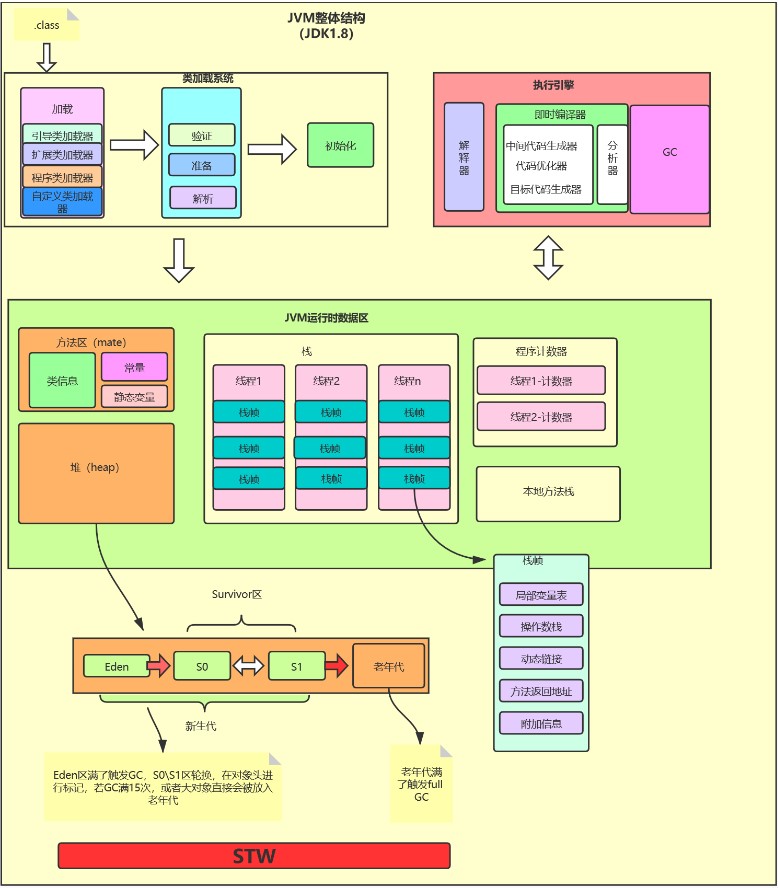 JVM整体结构
（JDK1.8）
.class
类加载系统
加载
引导类加载器
扩展类加载器
程序类加载器
自定义类加载
器
验证
准备
解析
初始化
执行引擎
解
释
器
即时编译器
中间代码生成器
代码优化器
目标代码生成器
分
析
器
GC
JVM运行时数据区
方法区（mate）
类信息
常量
静态变量
堆（heap）
栈
线程1
栈帧
栈帧
栈帧
线程2
栈帧
栈帧
栈帧
线程n
栈帧
栈帧
栈帧
程序计数器
线程1-计数器
线程2-计数器
本地方法栈
栈帧
局部变量表
操作数栈
动态链接
方法返回地址
附加信息
Survivor区
Eden
S0
S1
老年代
新生代
Eden区满了触发GC，S0\S1区轮换，在对象头进
行标记，若GC满15次，或者大对象直接会被放入
老年代
老年代满
了触发full
GC
STW